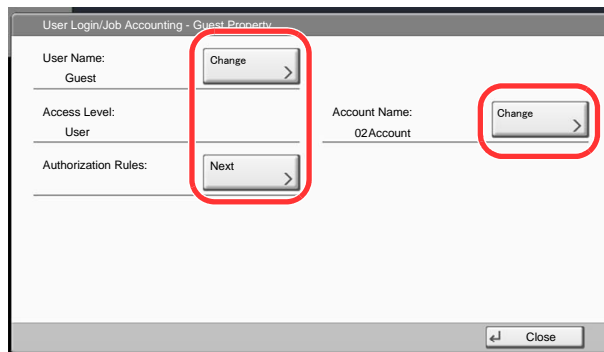 User Login/Job Accounting - Guest Property
User Name:
Guest
Change
Access Level:
User
Account Name:
02Account
Change
Authorization Rules:
Next
Close